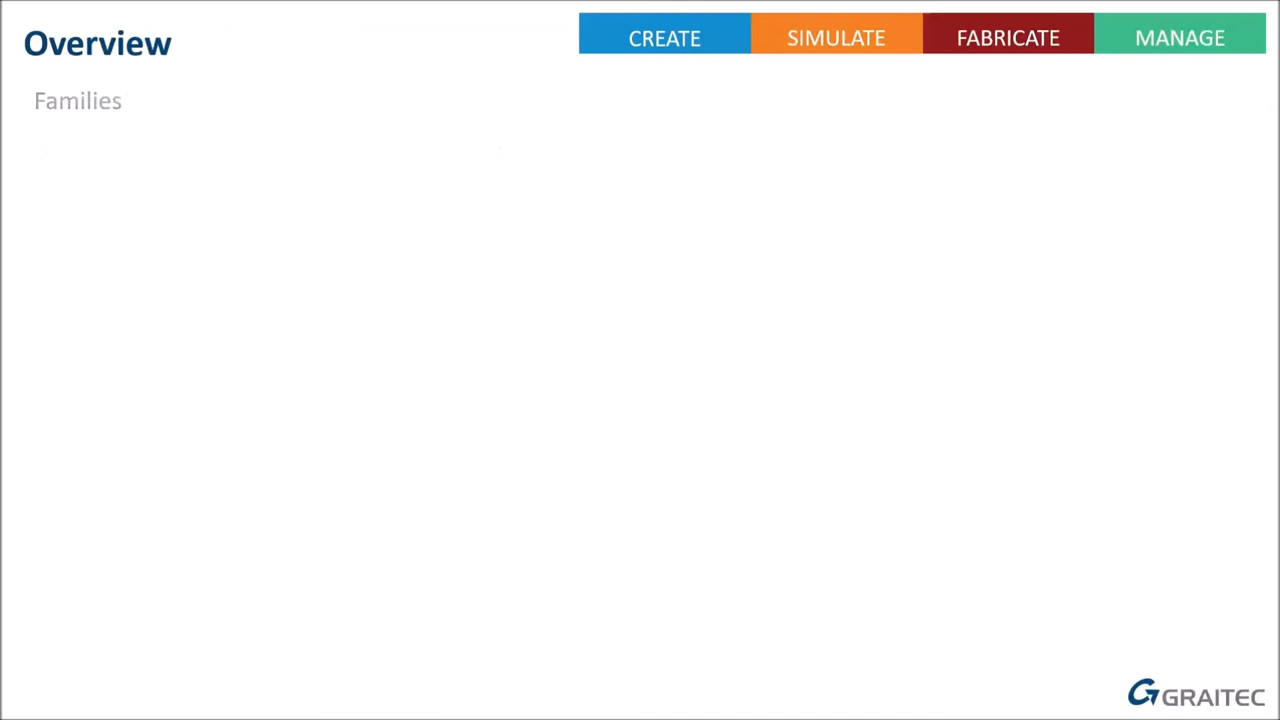 Overview
CREATE
SIMULATE
FABRICATE
MANAGE
Families
GRAITEC